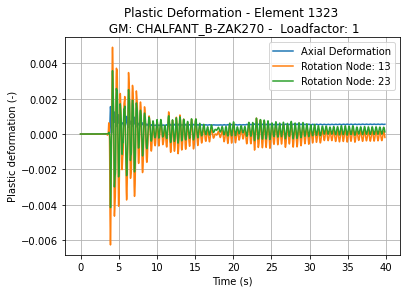 Plastic Deformation - Element 1323
GM: CHALFANT_B-ZAK270 -  Loadfactor: 1
Axial Deformation
Rotation Node: 13
Rotation Node: 23
Plastic deformation (-)
0.004
0.002
0.000
−0.002
−0.004
−0.006
0
5
10
15
20
25
30
35
40
Time (s)